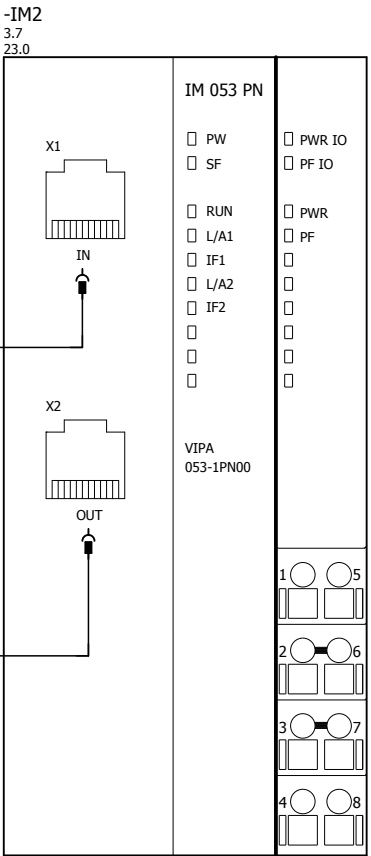 -IM2
3.7
23.0
IM 053 PN
X1
IN
X2
OUT
PW
SF
RUN
L/A1
IF1
L/A2
IF2
VIPA
053-1PN00
PWR IO
PF IO
PWR
PF
1 5
2 6
3 7
4 8